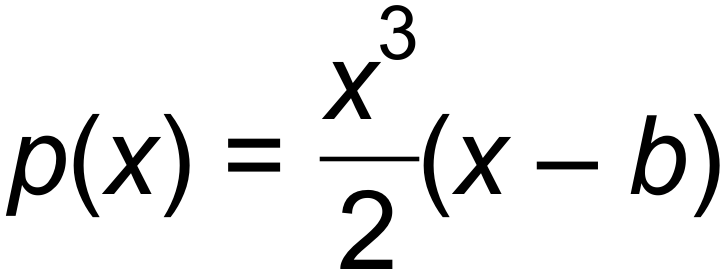 p(x) = x³/2 (x – b)